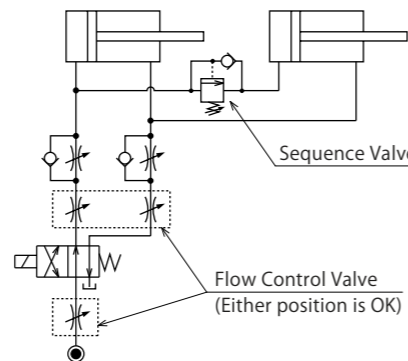 Sequence Valve
Flow Control Valve
(Either position is OK)